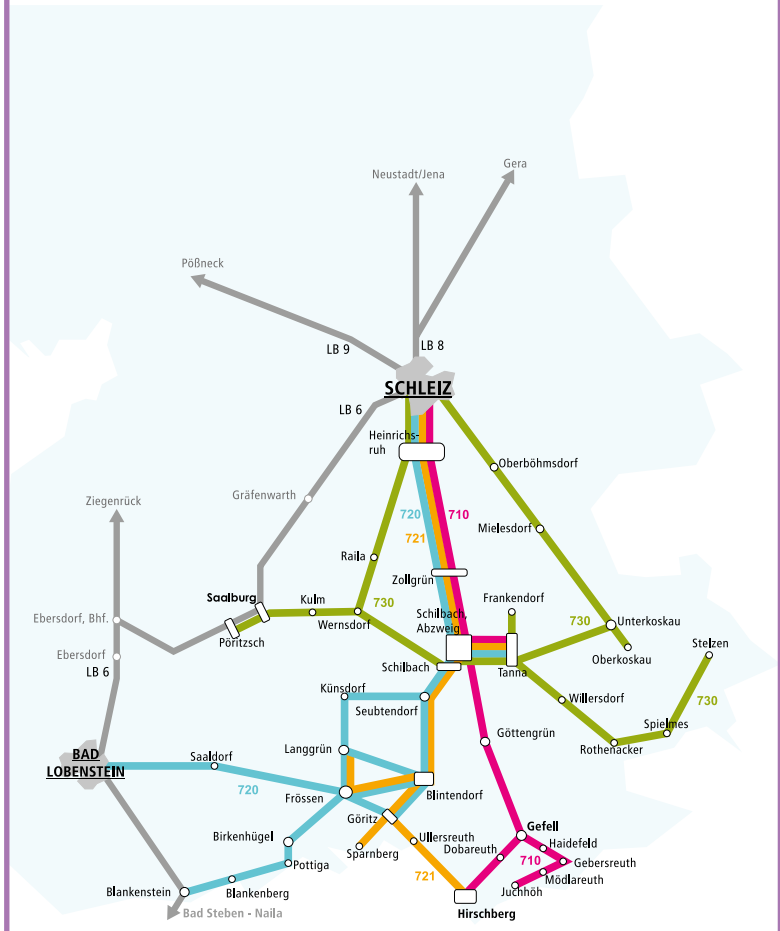 Gera
Neustadt/Jena
Pößneck
LB 9
LB 8
SCHLEIZ
LB 6
Heinrichs-
ruh
Oberböhmsdorf
Ziegenrück
Gräfenwarth
720
710
721
Mielesdorf
Raila
Zollgrün
Saalburg
Kulm
730
Frankendorf
Ebersdorf, Bhf.
Wernsdorf
Schilbach,
Abzweig
730
Unterkoskau
Pöritzsch
Ebersdorf
Schilbach
Tanna
Oberkoskau
Stelzen
LB 6
Künsdorf
Seubtendorf
Willersdorf
730
Spielmes
Göttengrün
Rothenacker
Langgrün
BAD
LOBENSTEIN
Saaldorf
720
Frössen
Blintendorf
Göritz
Birkenhügel
Ullersreuth
Gefell
Sparnberg
Dobareuth
Haidefeld
710
Gebersreuth
Pottiga
721
Mödlareuth
Blankenstein
Blankenberg
Juchhöh
Bad Steben - Naila
Hirschberg